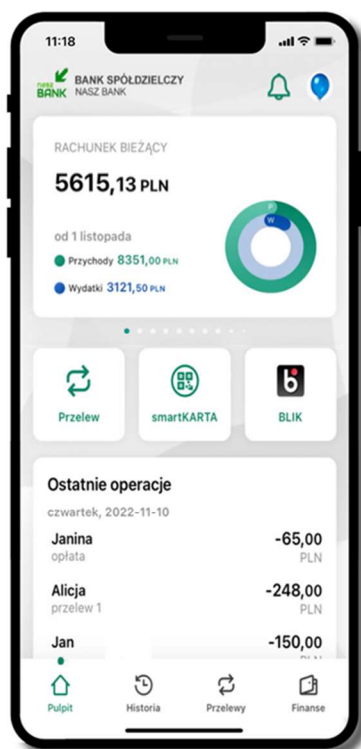 11:18
nasz
BANK
BANK SPÓŁDZIELCZY
NASZ BANK
RACHUNEK BIEŻĄCY
5615,13 PLN
od 1 listopada
Przychody 8351,00 PLN
Wydatki 3121,50 PLN
P
W
Przelew
smartKARTA
BLIK
Ostatnie operacje
czwartek, 2022-11-10
Janina
-65,00
opłata
PLN
Alicja
-248,00
przelew 1
PLN
Jan
-150,00
Pulpit
Historia
Przelewy
Finanse